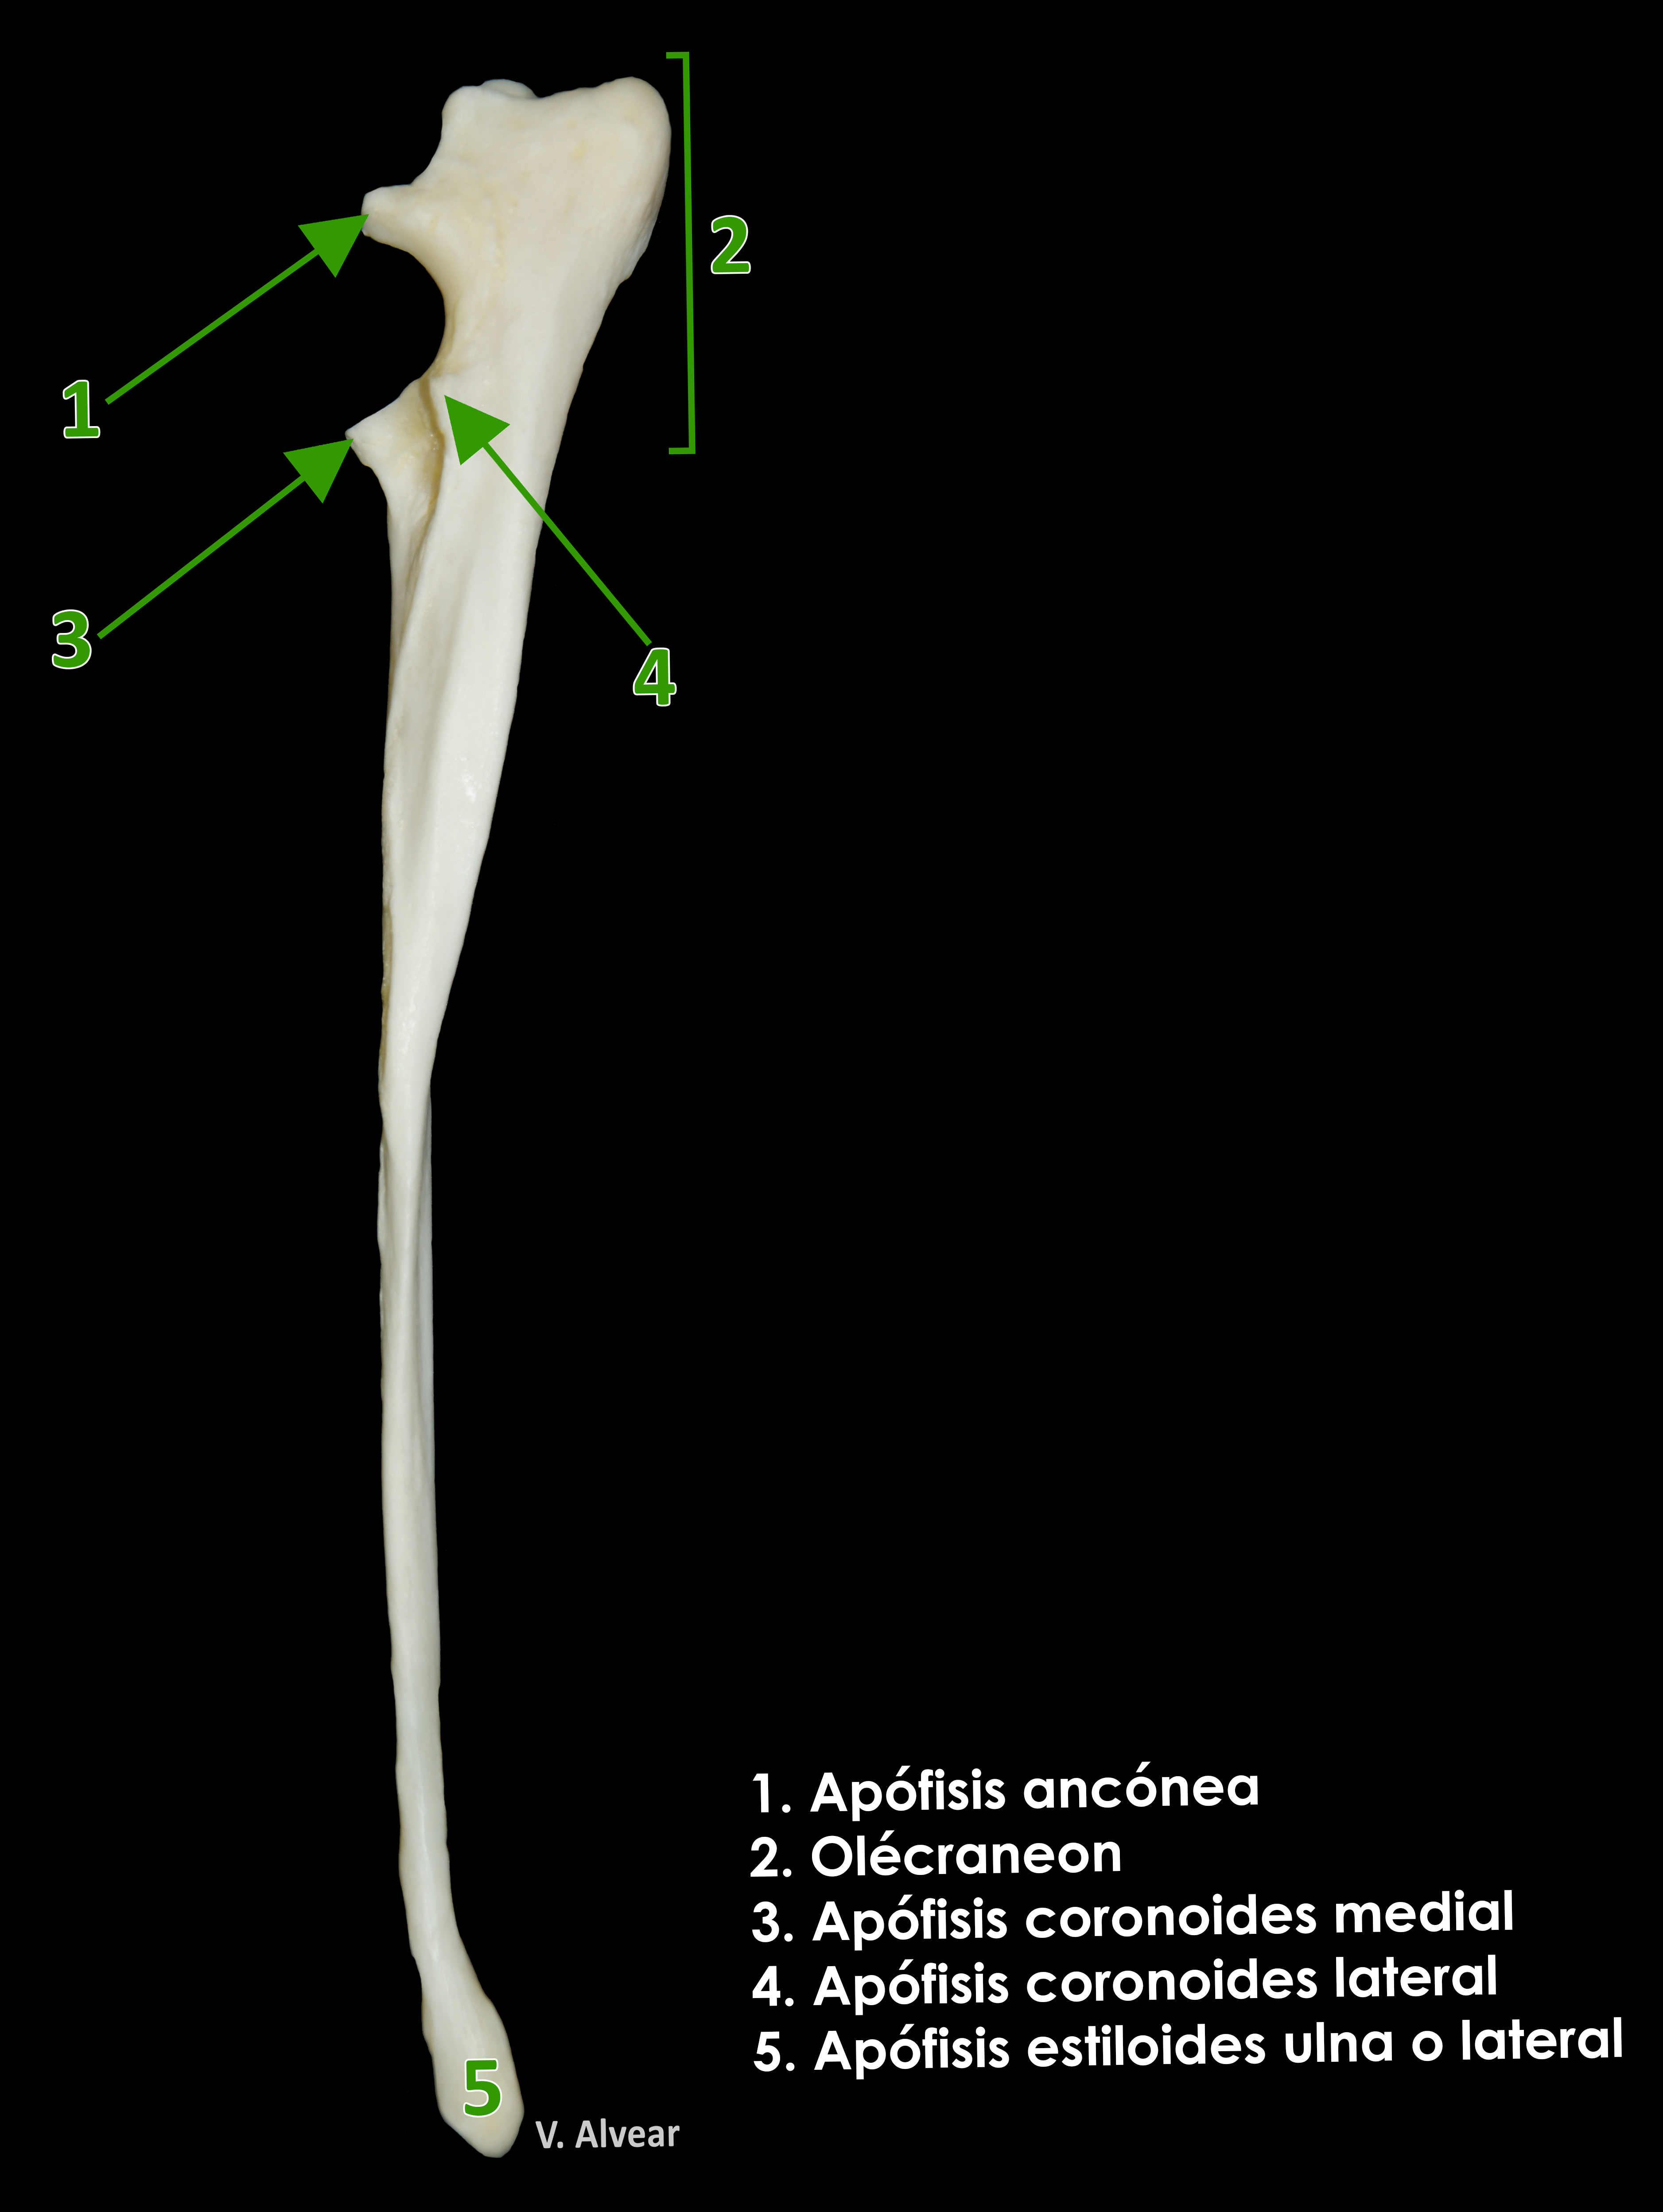 2
1
3
4
1. Apófisis ancónea
2. Olécraneon
3. Apófisis coronoides medial
4. Apófisis coronoides lateral
5. Apófisis estiloides ulna o lateral
5
V. Alvear